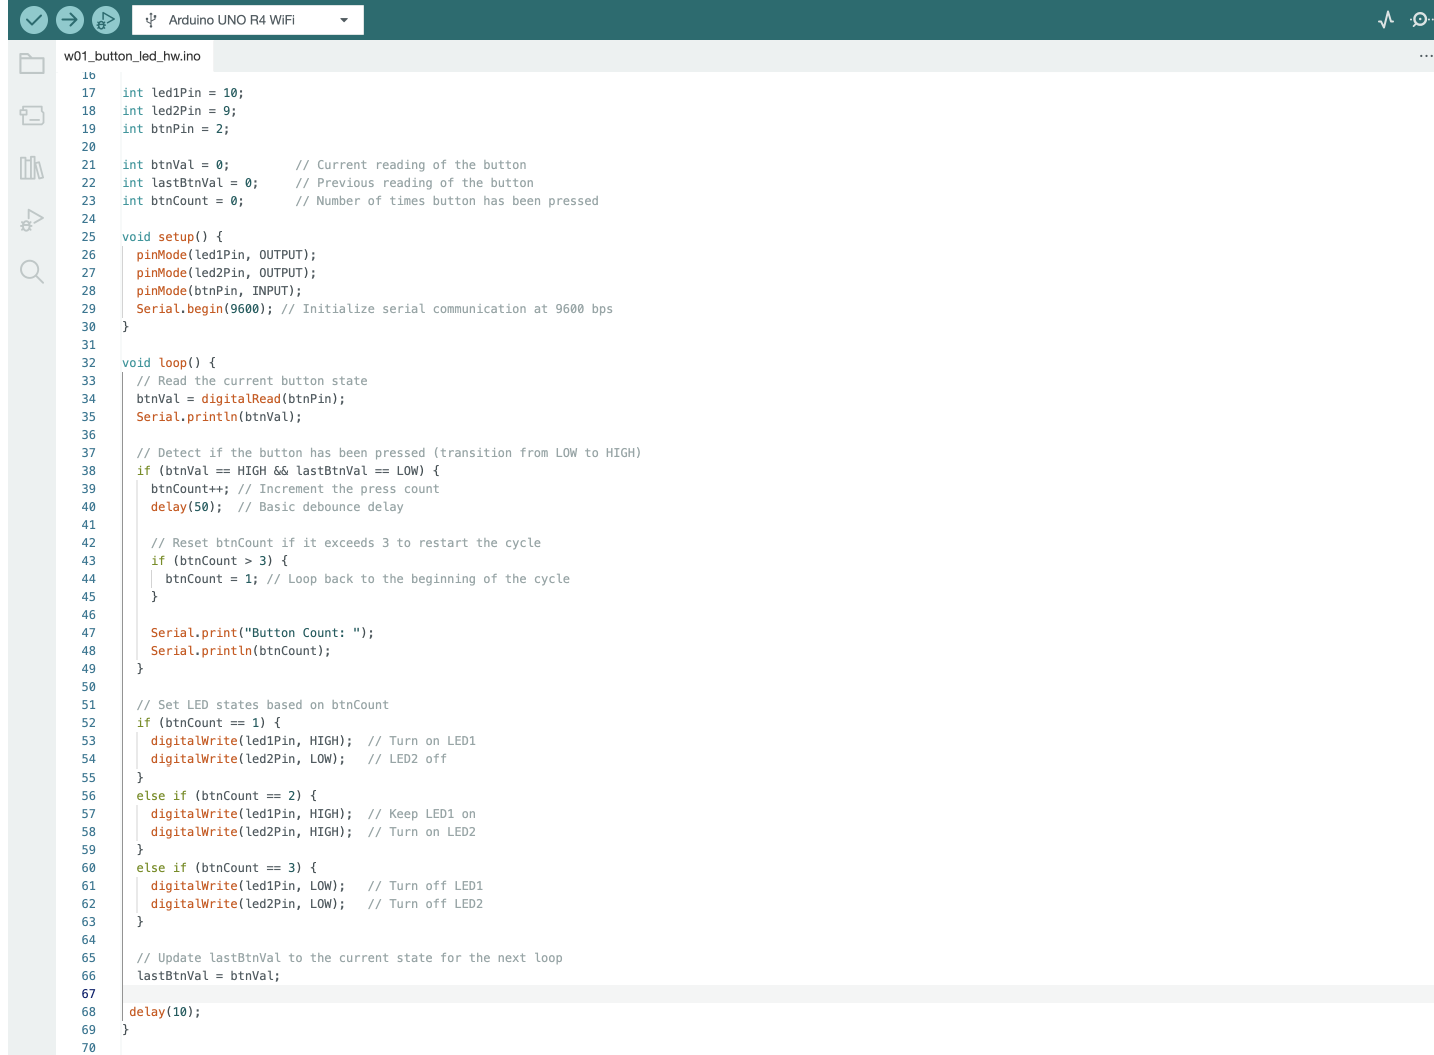 Arduino UNO R4 WiFi
w01_button_led_hw.ino
...
16
17 int led1Pin = 10;
18 int led2Pin = 9;
19 int btnPin = 2;
20
21 int btnVal = 0; // Current reading of the button
22 int lastBtnVal = 0; // Previous reading of the button
23 int btnCount = 0; // Number of times button has been pressed
24
25 void setup() {
26 pinMode(led1Pin, OUTPUT);
27 pinMode(led2Pin, OUTPUT);
28 pinMode(btnPin, INPUT);
29 Serial.begin(9600); // Initialize serial communication at 9600 bps
30 }
31
32 void loop() {
33 // Read the current button state
34 btnVal = digitalRead(btnPin);
35 Serial.println(btnVal);
36
37 // Detect if the button has been pressed (transition from LOW to HIGH)
38 if (btnVal == HIGH && lastBtnVal == LOW) {
39 btnCount++; // Increment the press count
40 delay(50); // Basic debounce delay
41
42 // Reset btnCount if it exceeds 3 to restart the cycle
43 if (btnCount > 3) {
44 btnCount = 1; // Loop back to the beginning of the cycle
45 }
46
47 Serial.print("Button Count: ");
48 Serial.println(btnCount);
49 }
50
51 // Set LED states based on btnCount
52 if (btnCount == 1) {
53 digitalWrite(led1Pin, HIGH); // Turn on LED1
54 digitalWrite(led2Pin, LOW); // LED2 off
55 }
56 else if (btnCount == 2) {
57 digitalWrite(led1Pin, HIGH); // Keep LED1 on
58 digitalWrite(led2Pin, HIGH); // Turn on LED2
59 }
60 else if (btnCount == 3) {
61 digitalWrite(led1Pin, LOW); // Turn off LED1
62 digitalWrite(led2Pin, LOW); // Turn off LED2
63 }
64
65 // Update lastBtnVal to the current state for the next loop
66 lastBtnVal = btnVal;
67
68 delay(10);
69 }
70